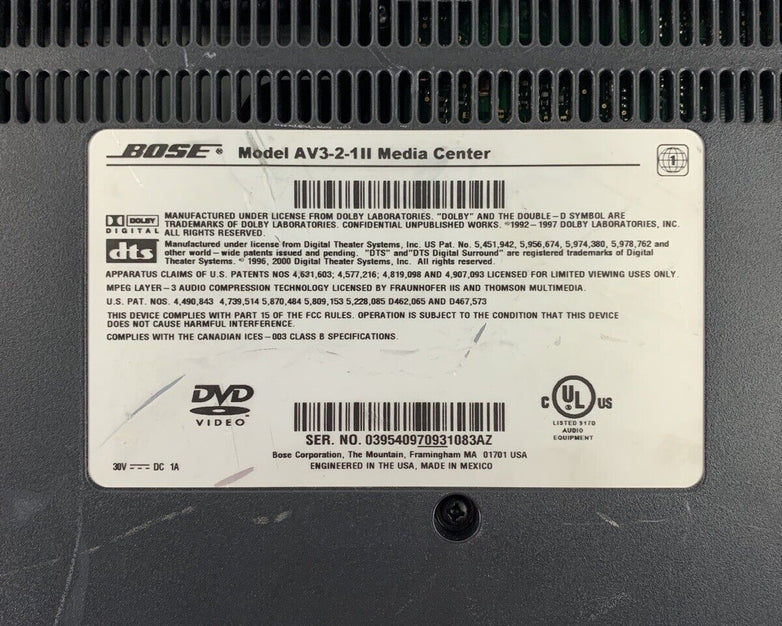 BOSE® Model AV3-2-1II Media Center
1
DOLBY
DIGITAL
MANUFACTURED UNDER LICENSE FROM DOLBY LABORATORIES. "DOLBY" AND THE DOUBLE-D SYMBOL ARE
TRADEMARKS OF DOLBY LABORATORIES. CONFIDENTIAL UNPUBLISHED WORKS. ©1992-1997 DOLBY LABORATORIES, INC.
ALL RIGHTS RESERVED.
dts
Manufactured under license from Digital Theater Systems, Inc. US Pat. No. 5,451,942, 5,956,674, 5,974,380, 5,978,762 and
other world-wide patents issued and pending. "DTS" and "DTS Digital Surround" are registered trademarks of Digital
Theater Systems. © 1996, 2000 Digital Theater Systems, Inc. All rights reserved.
APPARATUS CLAIMS OF U.S. PATENTS NOS 4,631,603; 4,577,216; 4,819,098 AND 4,907,093 LICENSED FOR LIMITED VIEWING USES ONLY.
MPEG LAYER-3 AUDIO COMPRESSION TECHNOLOGY LICENSED BY FRAUNHOFER IIS AND THOMSON MULTIMEDIA.
U.S. PAT. NOS. 4,490,843 4,739,514 5,870,484 5,809,153 5,228,085 D462,065 AND D467,573
THIS DEVICE COMPLIES WITH PART 15 OF THE FCC RULES. OPERATION IS SUBJECT TO THE CONDITION THAT THIS DEVICE
DOES NOT CAUSE HARMFUL INTERFERENCE.
COMPLIES WITH THE CANADIAN ICES-003 CLASS B SPECIFICATIONS.
DVD
VIDEO™
C UL® US
LISTED 917D
AUDIO
EQUIPMENT
SER. NO. 039540970931083AZ
Bose Corporation, The Mountain, Framingham MA 01701 USA
ENGINEERED IN THE USA, MADE IN MEXICO
30V ⎓ DC 1A